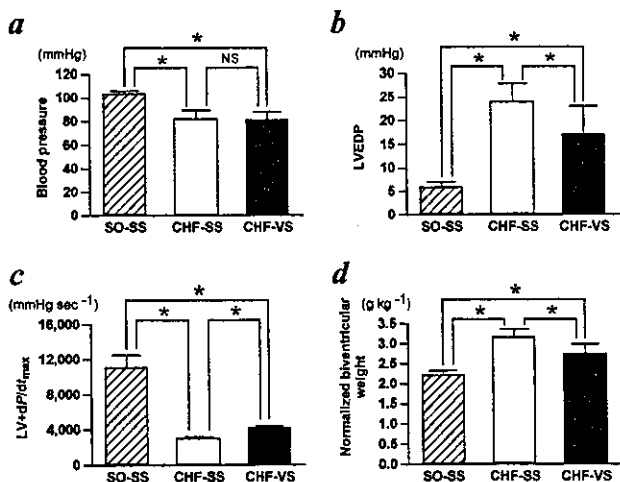 a
(mmHg)
120
100
80
60
40
20
0
Blood pressure
*
*
NS
SO-SS CHF-SS CHF-VS
b
(mmHg)
30
25
20
15
10
5
0
LVEDP
*
*
*
SO-SS CHF-SS CHF-VS
c
(mmHg sec⁻¹)
16,000
12,000
8,000
4,000
0
LV+dP/dtmax
*
*
*
SO-SS CHF-SS CHF-VS
d
(g kg⁻¹)
3.5
3.0
2.5
2.0
1.5
1.0
0.5
0.0
Normalized biventricular
weight
*
*
*
SO-SS CHF-SS CHF-VS